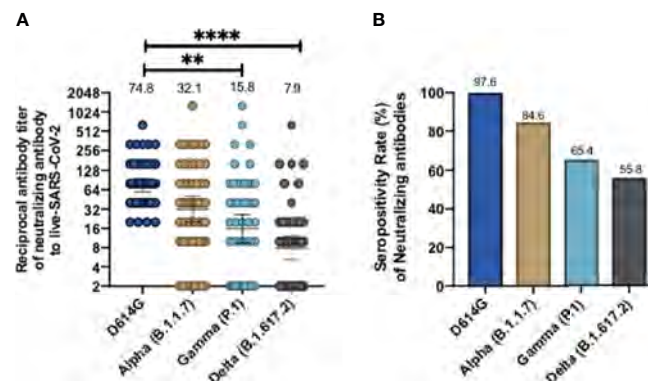 A
****
**
74.8 32.1 15.8 7.9
2048
1024
512
256
128
64
32
16
8
4
2
Reciprocal antibody titer
of neutralizing antibody
to live-SARS-CoV-2
D614G
Alpha (B.1.1.7)
Gamma (P.1)
Delta (B.1.617.2)
B
100
80
60
40
20
0
Seropositivity Rate (%)
of Neutralizing antibodies
97.6
84.6
65.4
55.8
D614G
Alpha (B.1.1.7)
Gamma (P.1)
Delta (B.1.617.2)